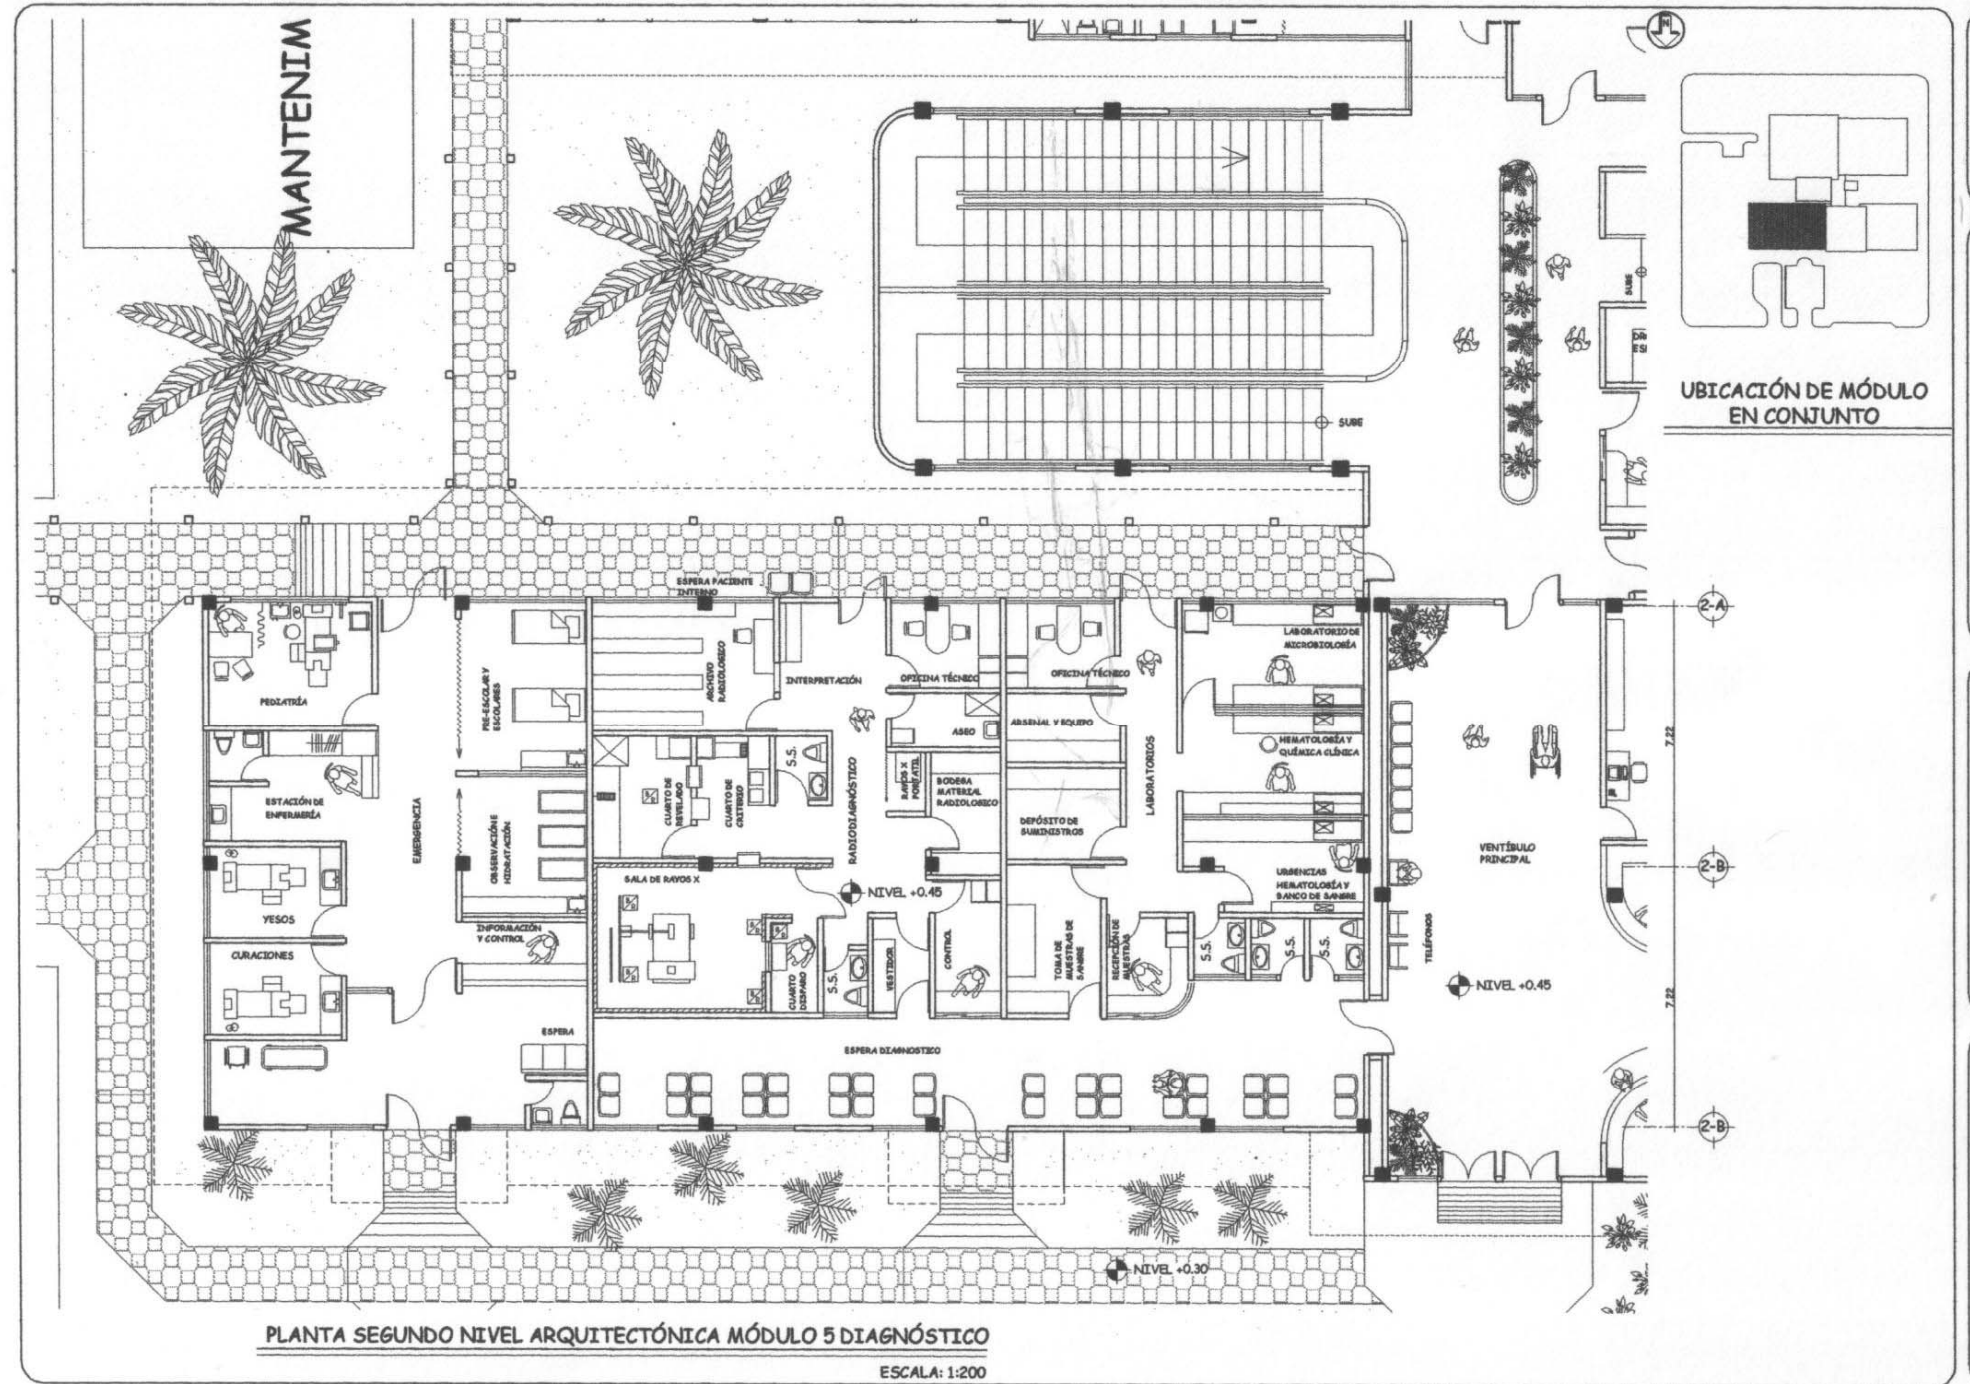 MANTENIM
N
UBICACIÓN DE MÓDULO
EN CONJUNTO
SUBE
SUBE
ESPERA PACIENTE
INTERNO
2-A
PEDIATRÍA
PRE-ESCOLAR Y
ESCOLARES
ARCHIVO
RADIOLOGICO
INTERPRETACIÓN
OFICINA TÉCNICO
OFICINA TÉCNICO
LABORATORIO DE
MICROBIOLOGÍA
ASEO
ARSENAL Y EQUIPO
HEMATOLOGÍA Y
QUÍMICA CLÍNICA
7.22
ESTACIÓN DE
ENFERMERÍA
EMERGENCIA
OBSERVACIÓN E
HIDRATACIÓN
CUARTO DE
REVELADO
CUARTO DE
CRITERIO
S.S.
RADIODIAGNÓSTICO
RAYOS X
PORTATIL
BODEGA
MATERIAL
RADIOLOGICO
DEPÓSITO DE
SUMINISTROS
LABORATORIOS
VENTÍBULO
PRINCIPAL
2-B
SALA DE RAYOS X
NIVEL +0.45
URGENCIAS
HEMATOLOGÍA Y
BANCO DE SANGRE
YESOS
INFORMACIÓN
Y CONTROL
CURACIONES
CUARTO
DISPARO
S.S.
VESTIDOR
CONTROL
TOMA DE
MUESTRAS DE
SANGRE
RECEPCIÓN DE
MUESTRAS
S.S.
S.S.
S.S.
TELÉFONOS
NIVEL +0.45
7.22
ESPERA
ESPERA DIAGNOSTICO
2-B
NIVEL +0.30
PLANTA SEGUNDO NIVEL ARQUITECTÓNICA MÓDULO 5 DIAGNÓSTICO
ESCALA: 1:200